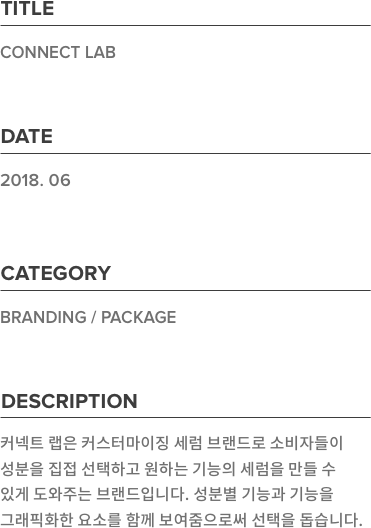 TITLE
CONNECT LAB
DATE
2018. 06
CATEGORY
BRANDING / PACKAGE
DESCRIPTION
커넥트 랩은 커스터마이징 세럼 브랜드로 소비자들이
성분을 직접 선택하고 원하는 기능의 세럼을 만들 수
있게 도와주는 브랜드입니다. 성분별 기능과 기능을
그래픽화한 요소를 함께 보여줌으로써 선택을 돕습니다.